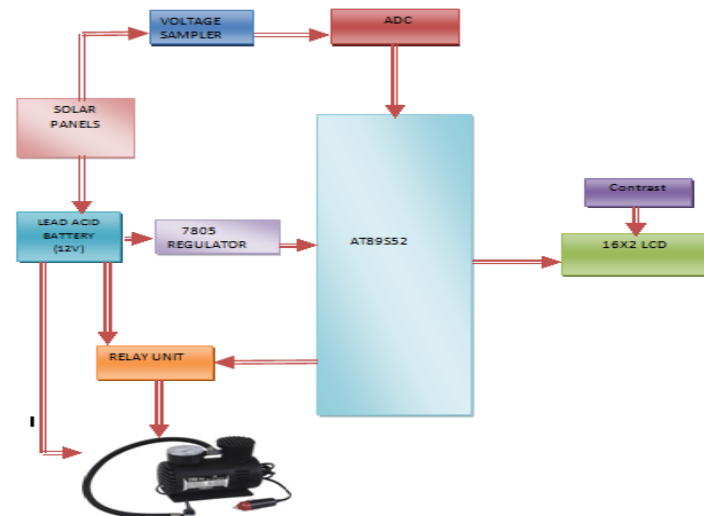 VOLTAGE
SAMPLER
ADC
SOLAR
PANELS
Contrast
LEAD ACID
BATTERY
(12V)
7805
REGULATOR
AT89S52
16X2 LCD
RELAY UNIT
I